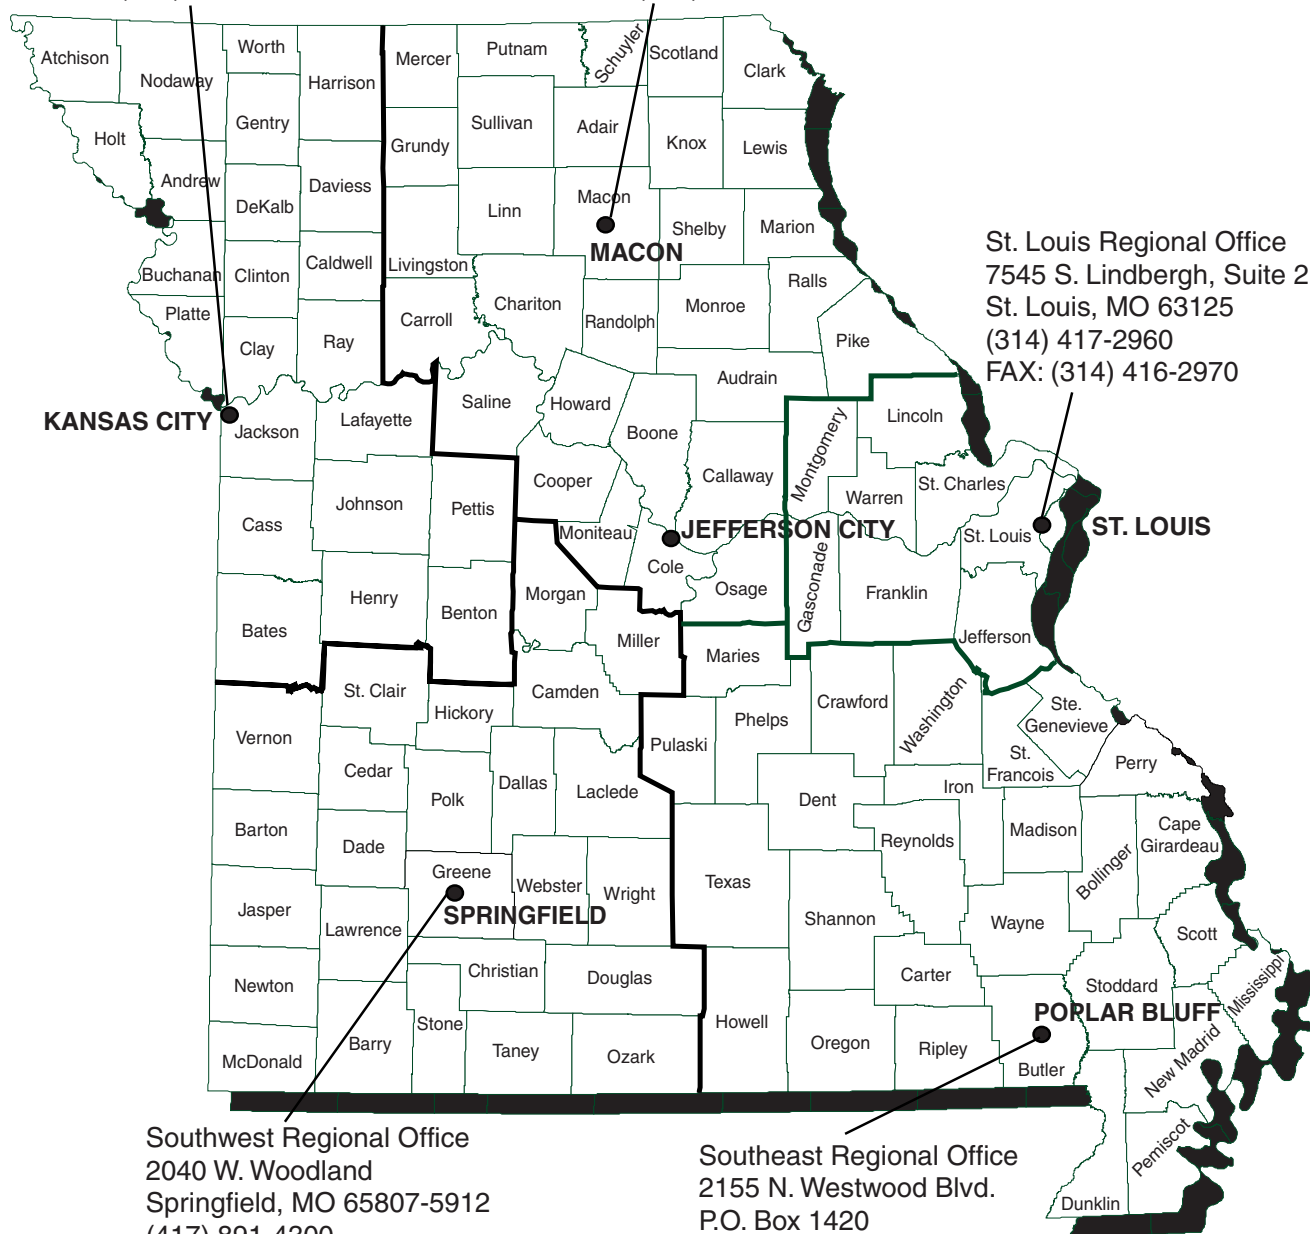 Atchison
Nodaway
Worth
Harrison
Mercer
Putnam
Schuyler
Scotland
Clark
Holt
Gentry
Grundy
Sullivan
Adair
Knox
Lewis
Andrew
DeKalb
Daviess
Linn
Macon
MACON
Shelby
Marion
Buchanan
Clinton
Caldwell
Livingston
Chariton
Randolph
Monroe
Ralls
Platte
Clay
Ray
Carroll
Pike
Audrain
St. Louis Regional Office
7545 S. Lindbergh, Suite 2
St. Louis, MO 63125
(314) 417-2960
FAX: (314) 416-2970
KANSAS CITY
Jackson
Lafayette
Saline
Howard
Boone
Callaway
Montgomery
Lincoln
Warren
St. Charles
Cass
Johnson
Pettis
Cooper
Moniteau
JEFFERSON CITY
St. Louis
ST. LOUIS
Cole
Osage
Gasconade
Franklin
Jefferson
Bates
Henry
Benton
Morgan
Miller
Maries
St. Clair
Hickory
Camden
Pulaski
Phelps
Crawford
Washington
Ste.
Genevieve
St.
Francois
Perry
Vernon
Cedar
Polk
Dallas
Laclede
Dent
Iron
Barton
Dade
Greene
Webster
Wright
Texas
Reynolds
Madison
Bollinger
Cape
Girardeau
Jasper
Lawrence
SPRINGFIELD
Shannon
Wayne
Scott
Newton
Christian
Douglas
Carter
Stoddard
Mississippi
McDonald
Barry
Stone
Taney
Ozark
Howell
Oregon
Ripley
POPLAR BLUFF
Butler
New Madrid
Pemiscot
Dunklin
Southwest Regional Office
2040 W. Woodland
Springfield, MO 65807-5912
(417) 891-4300
Southeast Regional Office
2155 N. Westwood Blvd.
P.O. Box 1420